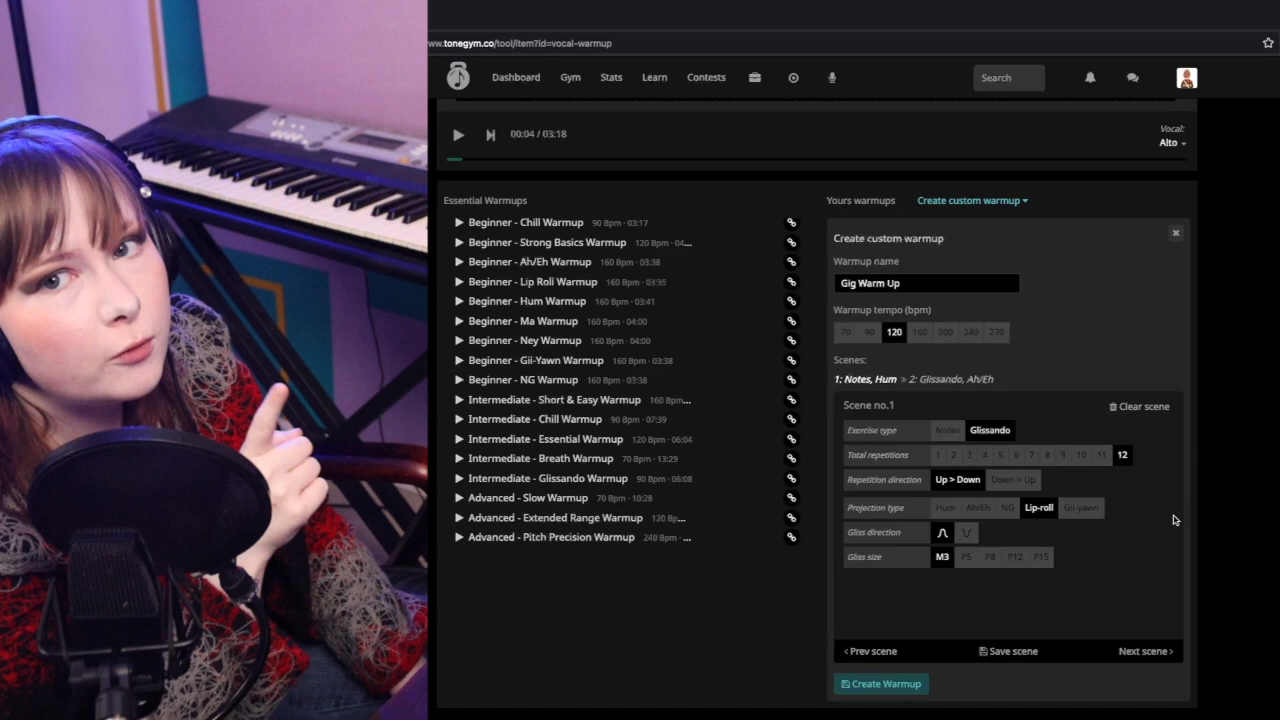 ww.tonegym.co/tool/item?id=vocal-warmup
Dashboard Gym Stats Learn Contests Search
00:04 / 03:18
Vocal:
Alto
Essential Warmups
Beginner - Chill Warmup 90 Bpm · 03:17
Beginner - Strong Basics Warmup 120 Bpm · 04...
Beginner - Ah/Eh Warmup 160 Bpm · 03:38
Beginner - Lip Roll Warmup 160 Bpm · 03:35
Beginner - Hum Warmup 160 Bpm · 03:41
Beginner - Ma Warmup 160 Bpm · 04:00
Beginner - Ney Warmup 160 Bpm · 04:00
Beginner - Gii-Yawn Warmup 160 Bpm · 03:38
Beginner - NG Warmup 160 Bpm · 03:38
Intermediate - Short & Easy Warmup 160 Bpm...
Intermediate - Chill Warmup 90 Bpm · 07:39
Intermediate - Essential Warmup 120 Bpm · 06:04
Intermediate - Breath Warmup 70 Bpm · 13:29
Intermediate - Glissando Warmup 90 Bpm · 06:08
Advanced - Slow Warmup 70 Bpm · 10:28
Advanced - Extended Range Warmup 120 Bp...
Advanced - Pitch Precision Warmup 240 Bpm · ...
Yours warmups Create custom warmup
Create custom warmup
Warmup name
Gig Warm Up
Warmup tempo (bpm)
70 90 120 160 200 240 270
Scenes:
1: Notes, Hum » 2: Glissando, Ah/Eh
Scene no.1 Clear scene
Exercise type Notes Glissando
Total repetitions 1 2 3 4 5 6 7 8 9 10 11 12
Repetition direction Up > Down Down > Up
Projection type Hum Ah/Eh NG Lip-roll Gii-yawn
Gliss direction
Gliss size M3 P5 P8 P12 P15
‹ Prev scene Save scene Next scene ›
Create Warmup